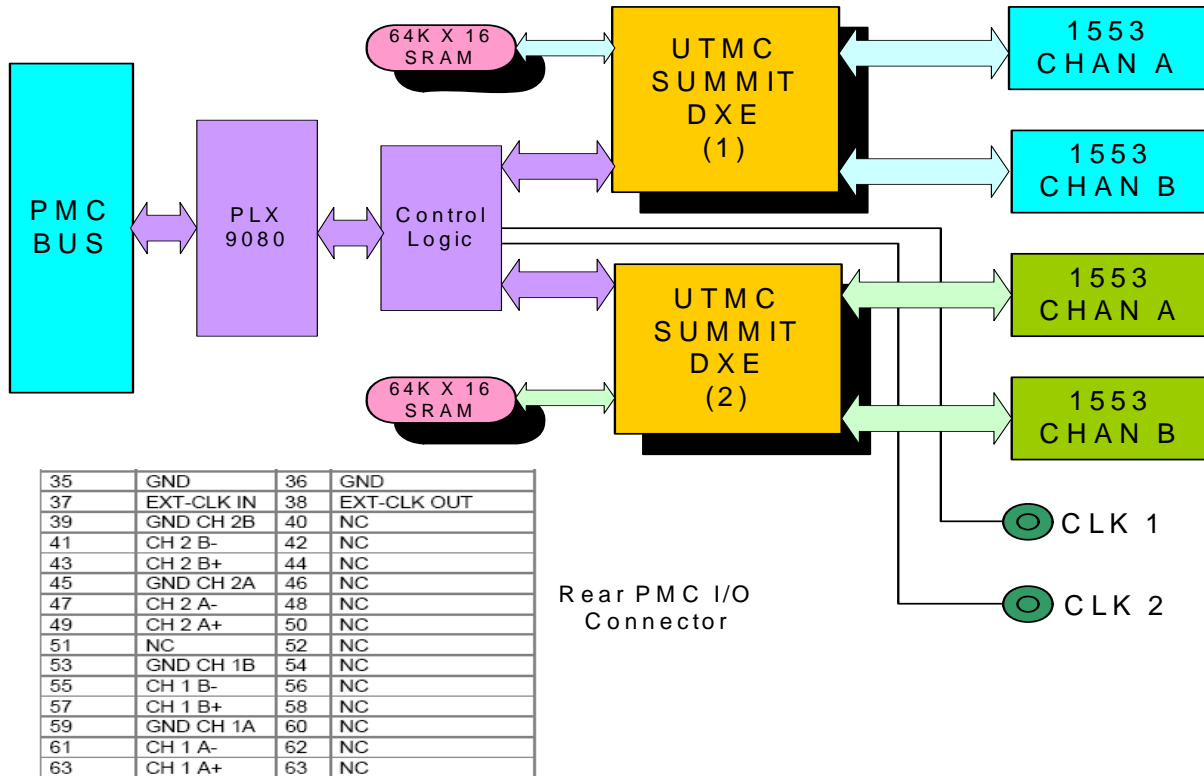 64K X 16
SRAM
UTMC
SUMMIT
DXE
(1)
1553
CHAN A
1553
CHAN B
PMC
BUS
PLX
9080
Control
Logic
UTMC
SUMMIT
DXE
(2)
1553
CHAN A
1553
CHAN B
64K X 16
SRAM
CLK 1
CLK 2
Rear PMC I/O
Connector
35 GND 36 GND
37 EXT-CLK IN 38 EXT-CLK OUT
39 GND CH 2B 40 NC
41 CH 2 B- 42 NC
43 CH 2 B+ 44 NC
45 GND CH 2A 46 NC
47 CH 2 A- 48 NC
49 CH 2 A+ 50 NC
51 NC 52 NC
53 GND CH 1B 54 NC
55 CH 1 B- 56 NC
57 CH 1 B+ 58 NC
59 GND CH 1A 60 NC
61 CH 1 A- 62 NC
63 CH 1 A+ 63 NC